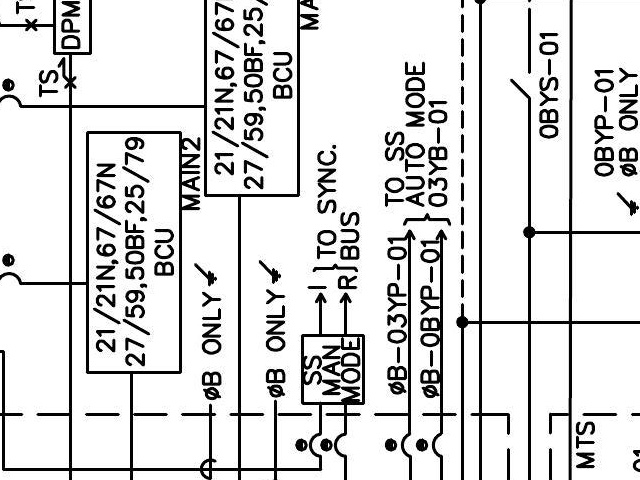 DPM
TS
21/21N,67/67N
27/59,50BF,25/79
BCU
MAIN2
21/21N,67/67
27/59,50BF,25/
BCU
MA
øB ONLY
øB ONLY
I
R
TO SYNC.
BUS
SS
MAN
MODE
TO SS
AUTO MODE
03YB-01
øB-03YP-01
øB-0BYP-01
0BYS-01
0BYP-01
øB ONLY
MTS
01